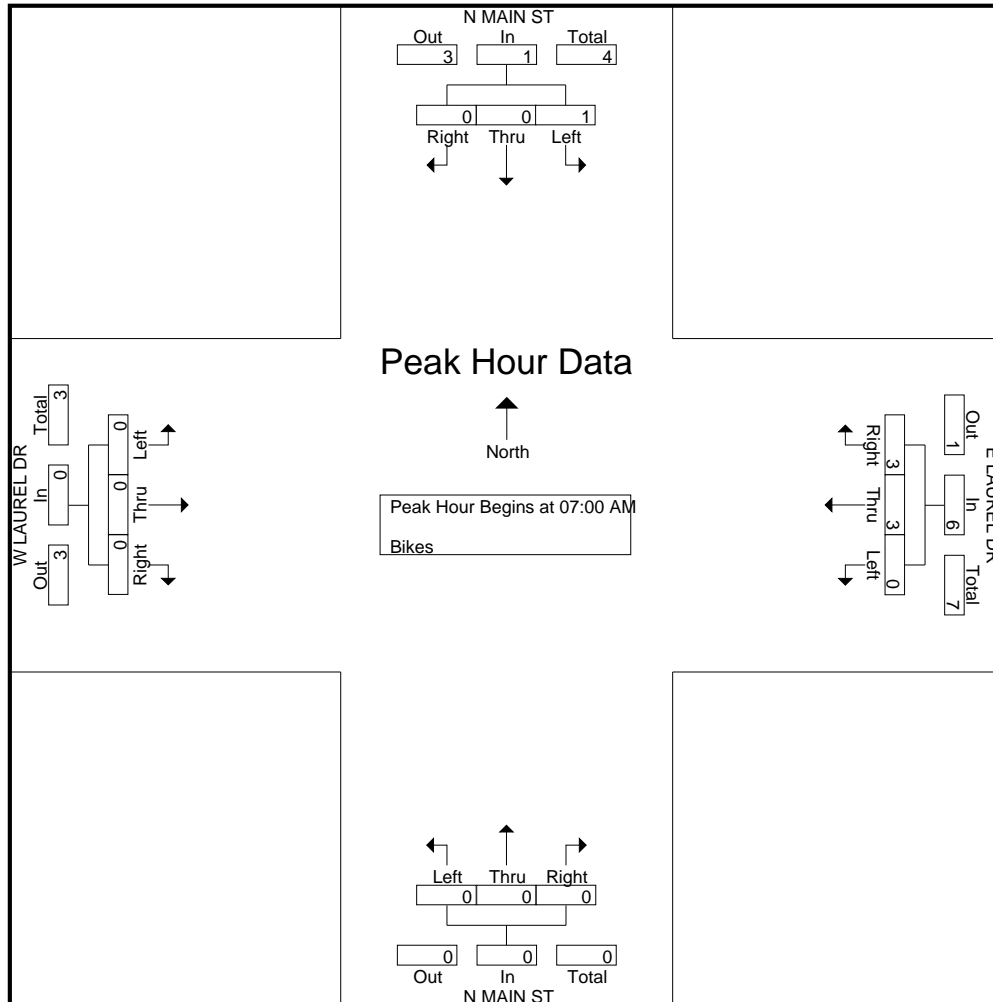 N MAIN ST
Out In Total
3 1 4
0 0 1
Right Thru Left
Peak Hour Data
North
Peak Hour Begins at 07:00 AM
Bikes
W LAUREL DR
Out In Total
3 0 3
0 0 0
Right Thru Left
E LAUREL DR
Out In Total
1 6 7
3 3 0
Right Thru Left
Left Thru Right
0 0 0
0 0 0
Out In Total
N MAIN ST